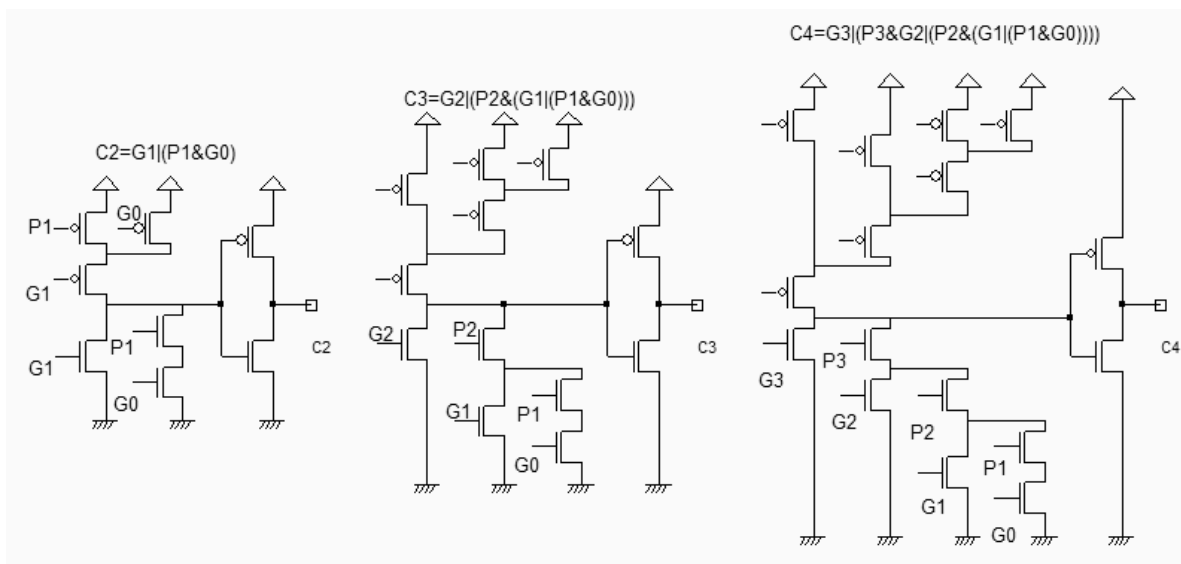 C4=G3|(P3&G2|(P2&(G1|(P1&G0))))
C3=G2|(P2&(G1|(P1&G0)))
C2=G1|(P1&G0)
P1
G0
G1
G1
P1
G0
C2
G2
P2
G1
P1
G0
C3
G3
P3
G2
P2
G1
P1
G0
C4